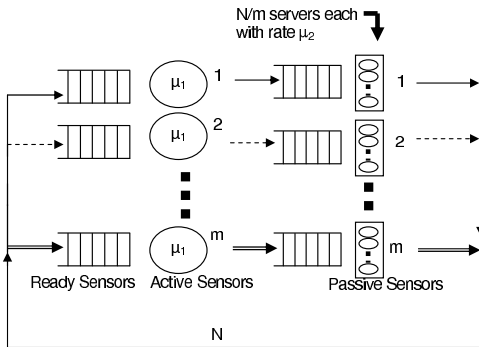 N/m servers each
with rate μ2
μ1
1
1
μ1
2
2
μ1
m
m
Ready Sensors
Active Sensors
Passive Sensors
N